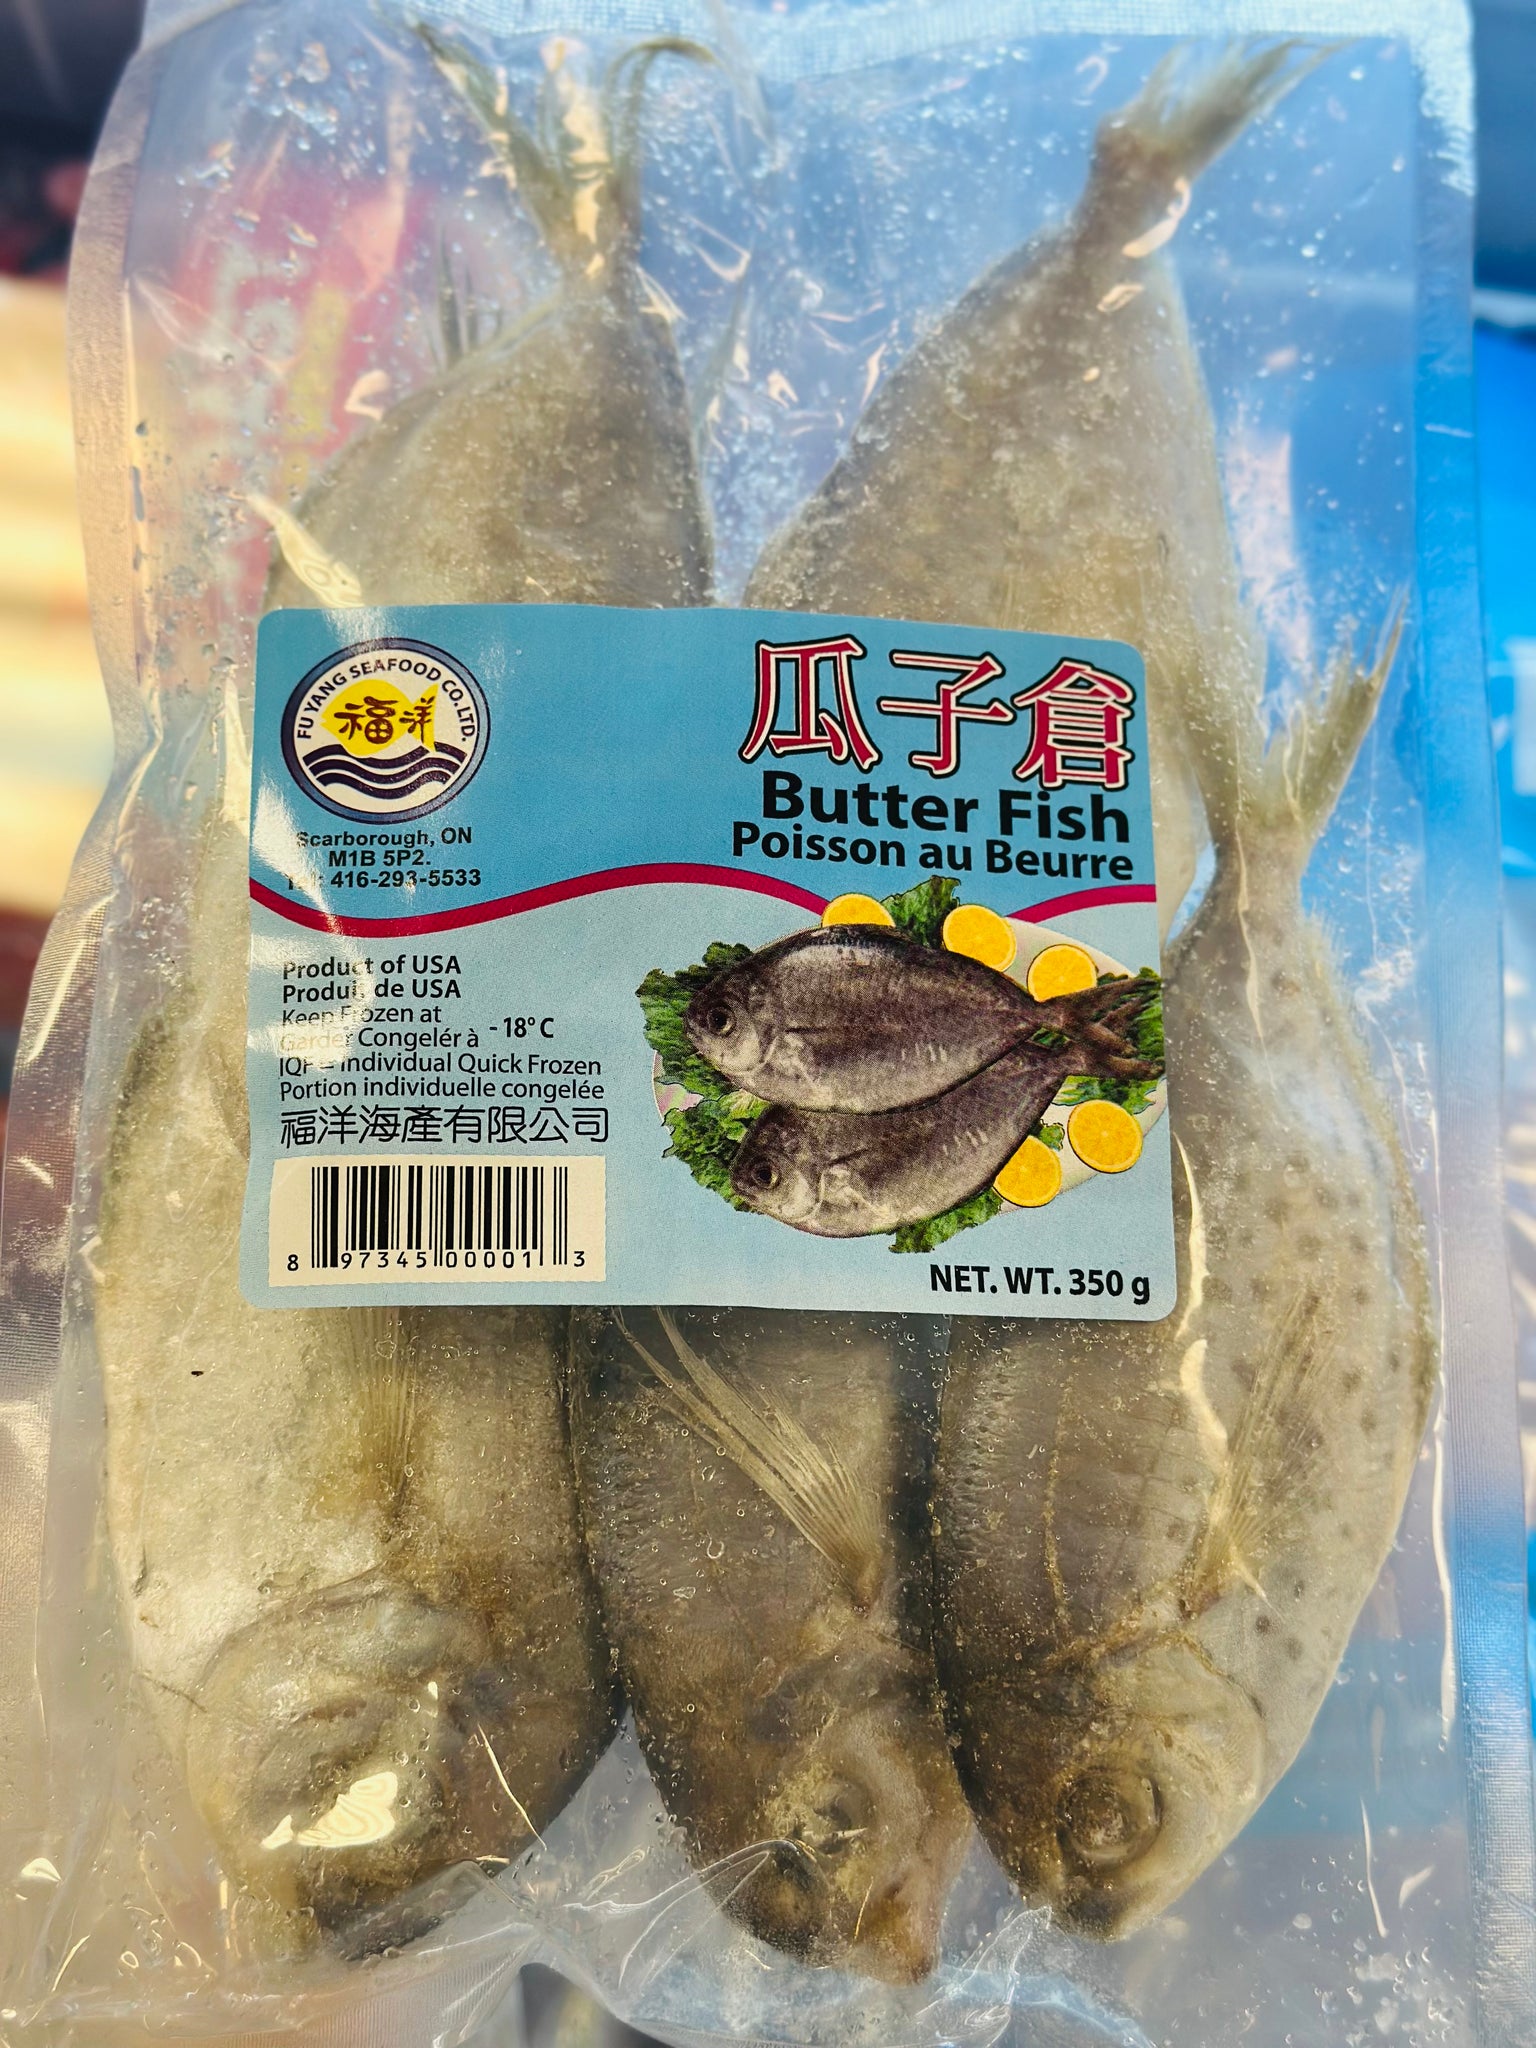 FU YANG SEAFOOD CO. LTD.
福洋
Scarborough, ON
M1B 5P2.
416-293-5533
瓜子倉
Butter Fish
Poisson au Beurre
Product of USA
Produit de USA
Keep Frozen at
Garder Congelér à -18° C
IQF = Individual Quick Frozen
Portion individuelle congelée
福洋海產有限公司
8 97345 00001 3
NET. WT. 350 g